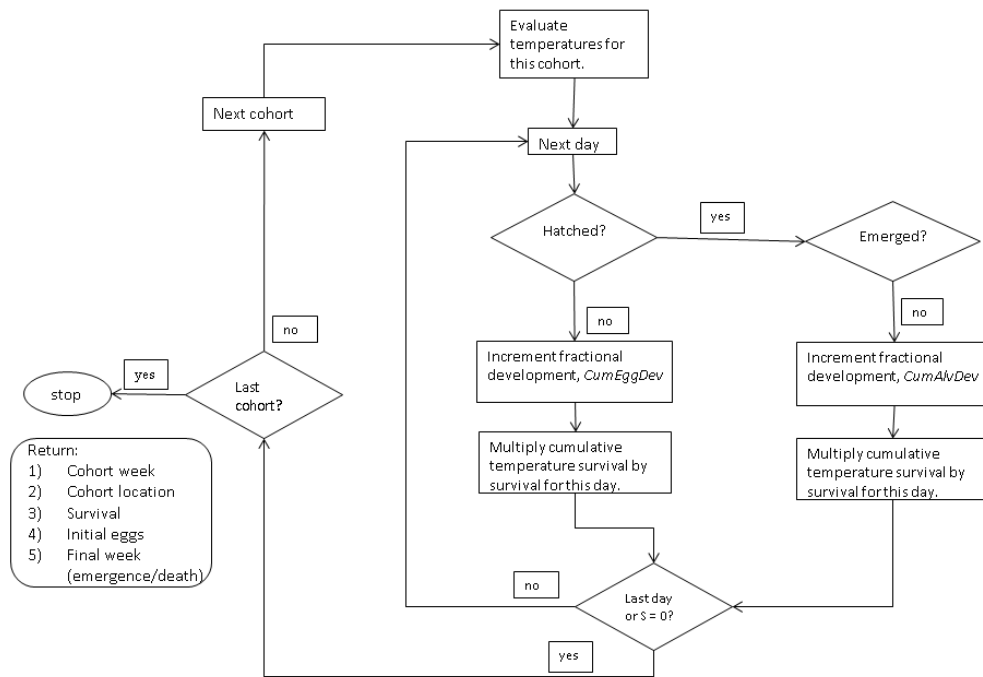 Evaluate
temperatures for
this cohort.
Next cohort
Next day
Hatched?
yes
Emerged?
no
no
Increment fractional
development, CumEggDev
Increment fractional
development, CumAlvDev
Multiply cumulative
temperature survival by
survival for this day.
Multiply cumulative
temperature survival by
survival for this day.
no
Last
cohort?
yes
stop
Return:
1) Cohort week
2) Cohort location
3) Survival
4) Initial eggs
5) Final week
(emergence/death)
no
Last day
or S = 0?
yes